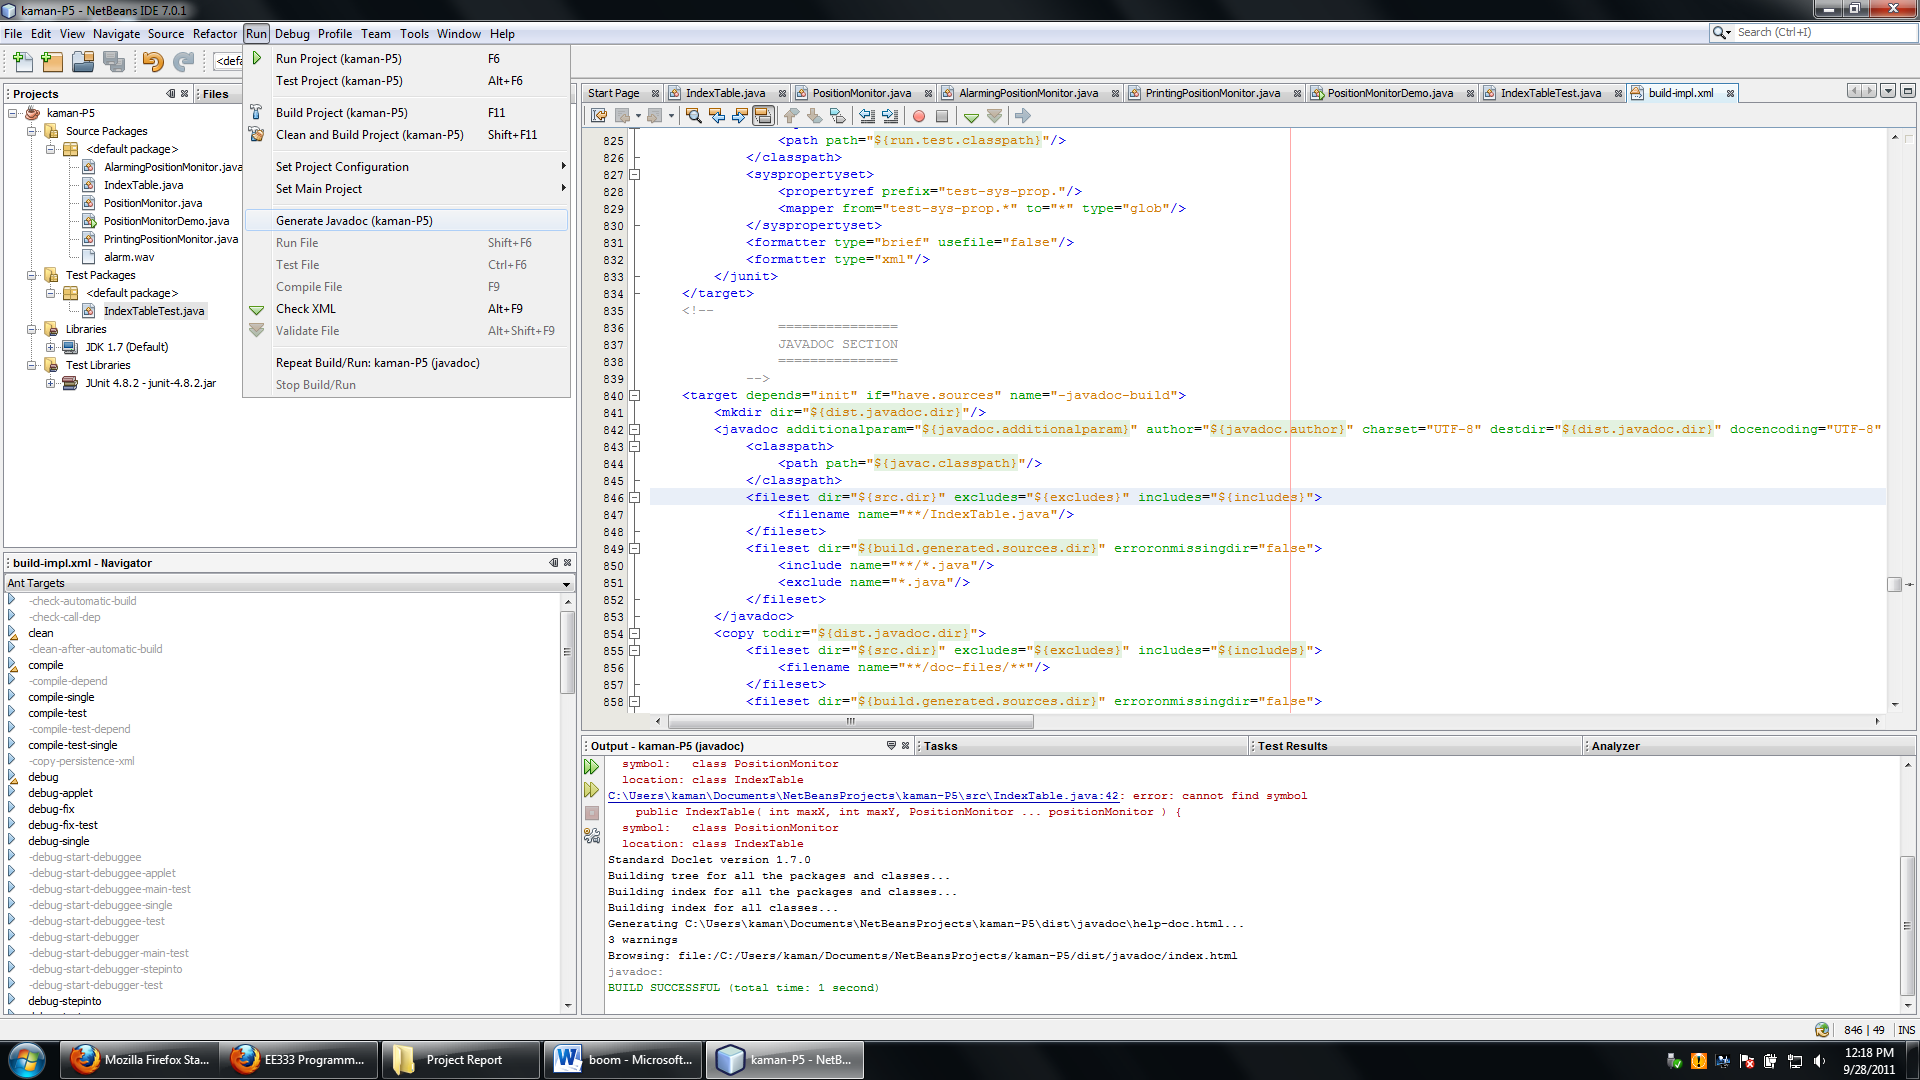 kaman-P5 - NetBeans IDE 7.0.1
File Edit View Navigate Source Refactor Run Debug Profile Team Tools Window Help
Search (Ctrl+I)
<defa
Run Project (kaman-P5) F6
Test Project (kaman-P5) Alt+F6
Build Project (kaman-P5) F11
Clean and Build Project (kaman-P5) Shift+F11
Set Project Configuration
Set Main Project
Generate Javadoc (kaman-P5)
Run File Shift+F6
Test File Ctrl+F6
Compile File F9
Check XML Alt+F9
Validate File Alt+Shift+F9
Repeat Build/Run: kaman-P5 (javadoc)
Stop Build/Run
Projects Files
kaman-P5
Source Packages
<default package>
AlarmingPositionMonitor.java
IndexTable.java
PositionMonitor.java
PositionMonitorDemo.java
PrintingPositionMonitor.java
alarm.wav
Test Packages
<default package>
IndexTableTest.java
Libraries
JDK 1.7 (Default)
Test Libraries
JUnit 4.8.2 - junit-4.8.2.jar
build-impl.xml - Navigator
Ant Targets
-check-automatic-build
-check-call-dep
clean
-clean-after-automatic-build
compile
-compile-depend
compile-single
compile-test
-compile-test-depend
compile-test-single
-copy-persistence-xml
debug
debug-applet
debug-fix
debug-fix-test
debug-single
-debug-start-debuggee
-debug-start-debuggee-applet
-debug-start-debuggee-main-test
-debug-start-debuggee-single
-debug-start-debuggee-test
-debug-start-debugger
-debug-start-debugger-main-test
-debug-start-debugger-stepinto
-debug-start-debugger-test
debug-stepinto
Start Page IndexTable.java PositionMonitor.java AlarmingPositionMonitor.java PrintingPositionMonitor.java PositionMonitorDemo.java IndexTableTest.java build-impl.xml
825 <path path="${run.test.classpath}"/>
826 </classpath>
827 <syspropertyset>
828 <propertyref prefix="test-sys-prop."/>
829 <mapper from="test-sys-prop.*" to="*" type="glob"/>
830 </syspropertyset>
831 <formatter type="brief" usefile="false"/>
832 <formatter type="xml"/>
833 </junit>
834 </target>
835 <!--
836 ===============
837 JAVADOC SECTION
838 ===============
839 -->
840 <target depends="init" if="have.sources" name="-javadoc-build">
841 <mkdir dir="${dist.javadoc.dir}"/>
842 <javadoc additionalparam="${javadoc.additionalparam}" author="${javadoc.author}" charset="UTF-8" destdir="${dist.javadoc.dir}" docencoding="UTF-8"
843 <classpath>
844 <path path="${javac.classpath}"/>
845 </classpath>
846 <fileset dir="${src.dir}" excludes="${excludes}" includes="${includes}">
847 <filename name="**/IndexTable.java"/>
848 </fileset>
849 <fileset dir="${build.generated.sources.dir}" erroronmissingdir="false">
850 <include name="**/*.java"/>
851 <exclude name="*.java"/>
852 </fileset>
853 </javadoc>
854 <copy todir="${dist.javadoc.dir}">
855 <fileset dir="${src.dir}" excludes="${excludes}" includes="${includes}">
856 <filename name="**/doc-files/**"/>
857 </fileset>
858 <fileset dir="${build.generated.sources.dir}" erroronmissingdir="false">
Output - kaman-P5 (javadoc) Tasks Test Results Analyzer
symbol: class PositionMonitor
location: class IndexTable
C:\Users\kaman\Documents\NetBeansProjects\kaman-P5\src\IndexTable.java:42: error: cannot find symbol
public IndexTable( int maxX, int maxY, PositionMonitor ... positionMonitor ) {
symbol: class PositionMonitor
location: class IndexTable
Standard Doclet version 1.7.0
Building tree for all the packages and classes...
Building index for all the packages and classes...
Building index for all classes...
Generating C:\Users\kaman\Documents\NetBeansProjects\kaman-P5\dist\javadoc\help-doc.html...
3 warnings
Browsing: file:/C:/Users/kaman/Documents/NetBeansProjects/kaman-P5/dist/javadoc/index.html
javadoc:
BUILD SUCCESSFUL (total time: 1 second)
846 | 49 INS
Mozilla Firefox Sta... EE333 Programm... Project Report boom - Microsoft... kaman-P5 - NetB...
12:18 PM
9/28/2011